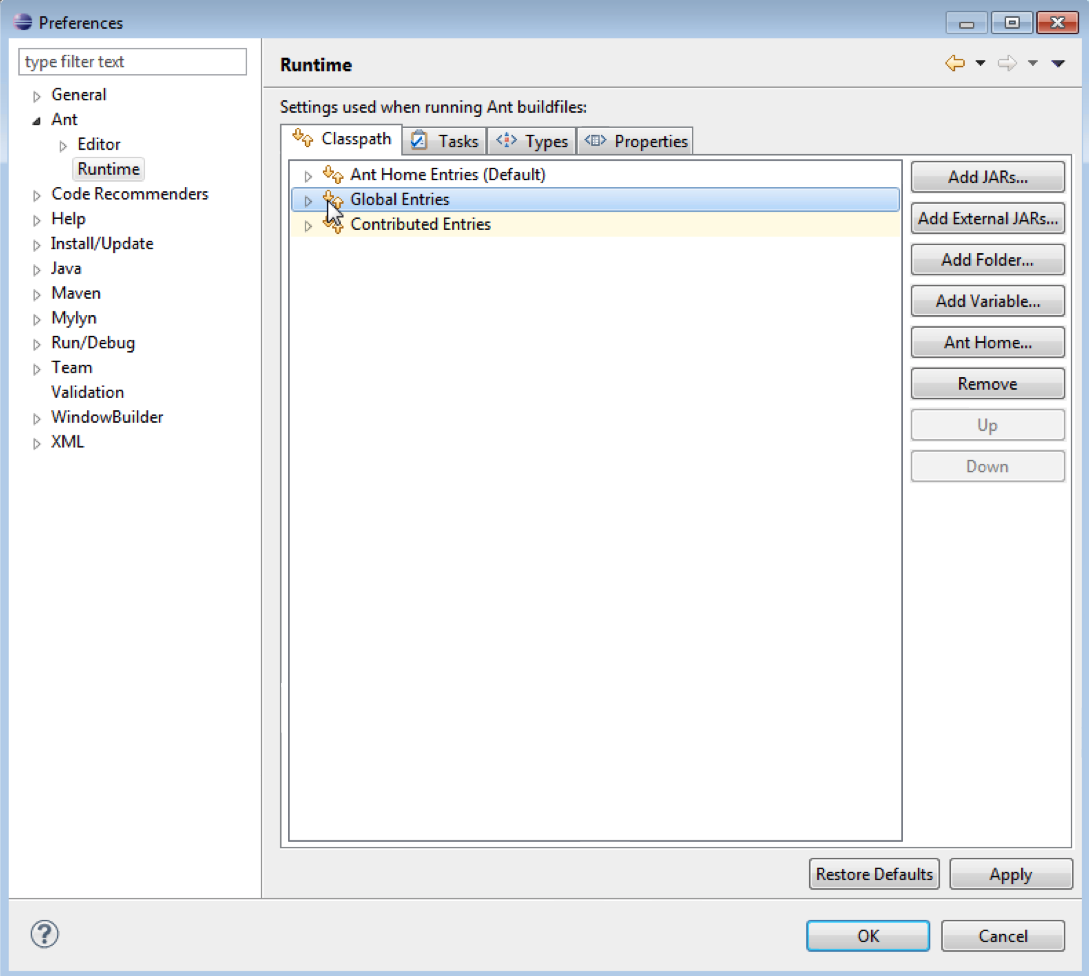 Preferences
type filter text
General
Ant
Editor
Runtime
Code Recommenders
Help
Install/Update
Java
Maven
Mylyn
Run/Debug
Team
Validation
WindowBuilder
XML
Runtime
Settings used when running Ant buildfiles:
Classpath Tasks Types Properties
Ant Home Entries (Default)
Global Entries
Contributed Entries
Add JARs...
Add External JARs...
Add Folder...
Add Variable...
Ant Home...
Remove
Up
Down
Restore Defaults Apply
? OK Cancel